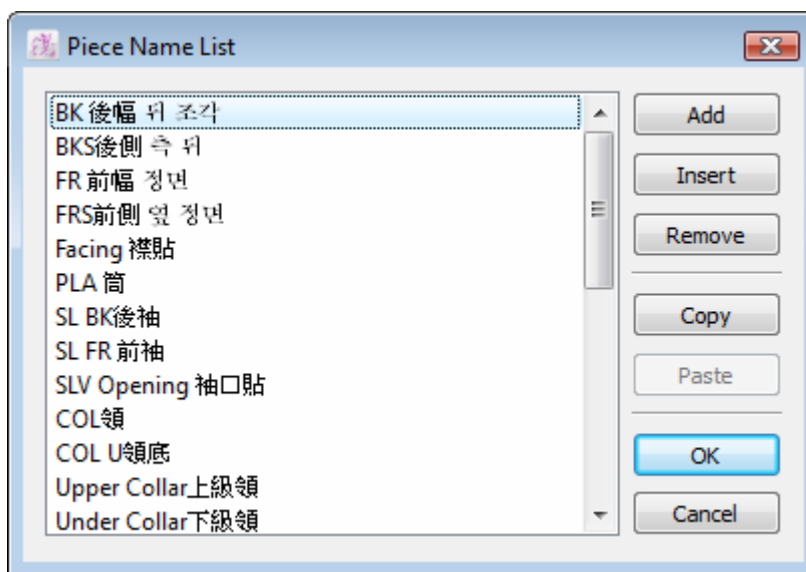 Piece Name List
BK 後幅 뒤 조각
BKS後側 측 뒤
FR 前幅 정면
FRS前側 옆 정면
Facing 襟貼
PLA 筒
SL BK後袖
SL FR 前袖
SLV Opening 袖口貼
COL領
COL U領底
Upper Collar上級領
Under Collar下級領
Add
Insert
Remove
Copy
Paste
OK
Cancel